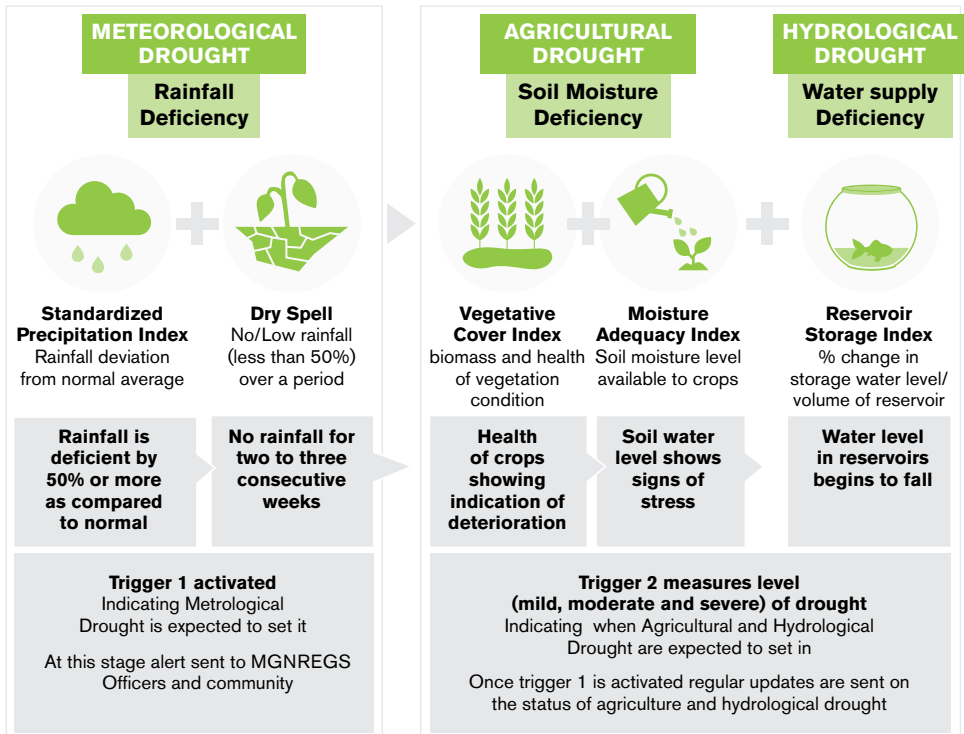 METEOROLOGICAL
DROUGHT
Rainfall
Deficiency
Standardized
Precipitation Index
Rainfall deviation
from normal average
Dry Spell
No/Low rainfall
(less than 50%)
over a period
Rainfall is
deficient by
50% or more
as compared
to normal
No rainfall for
two to three
consecutive
weeks
Trigger 1 activated
Indicating Metrological
Drought is expected to set it
At this stage alert sent to MGNREGS
Officers and community
AGRICULTURAL
DROUGHT
Soil Moisture
Deficiency
HYDROLOGICAL
DROUGHT
Water supply
Deficiency
Vegetative
Cover Index
biomass and health
of vegetation
condition
Moisture
Adequacy Index
Soil moisture level
available to crops
Reservoir
Storage Index
% change in
storage water level/
volume of reservoir
Health
of crops
showing
indication of
deterioration
Soil water
level shows
signs of
stress
Water level
in reservoirs
begins to fall
Trigger 2 measures level
(mild, moderate and severe) of drought
Indicating when Agricultural and Hydrological
Drought are expected to set in
Once trigger 1 is activated regular updates are sent on
the status of agriculture and hydrological drought